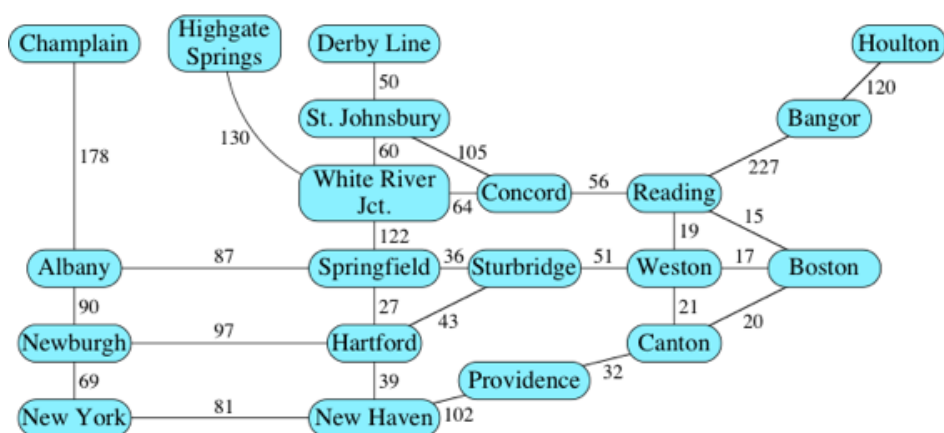 Champlain
Highgate
Springs
Derby Line
Houlton
50
120
St. Johnsbury
Bangor
130
178
60
105
227
White River
Jct.
64
Concord
56
Reading
122
19
15
Albany
87
Springfield
36
Sturbridge
51
Weston
17
Boston
90
27
43
21
20
Newburgh
97
Hartford
Canton
69
39
Providence
32
New York
81
New Haven
102